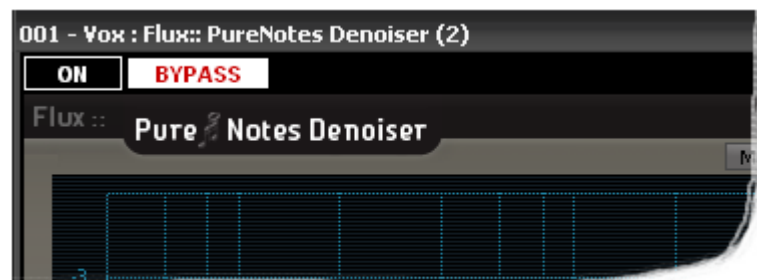 001 - Vox : Flux:: PureNotes Denoiser (2)
ON BYPASS
Flux ::
Pure Notes Denoiser
-3